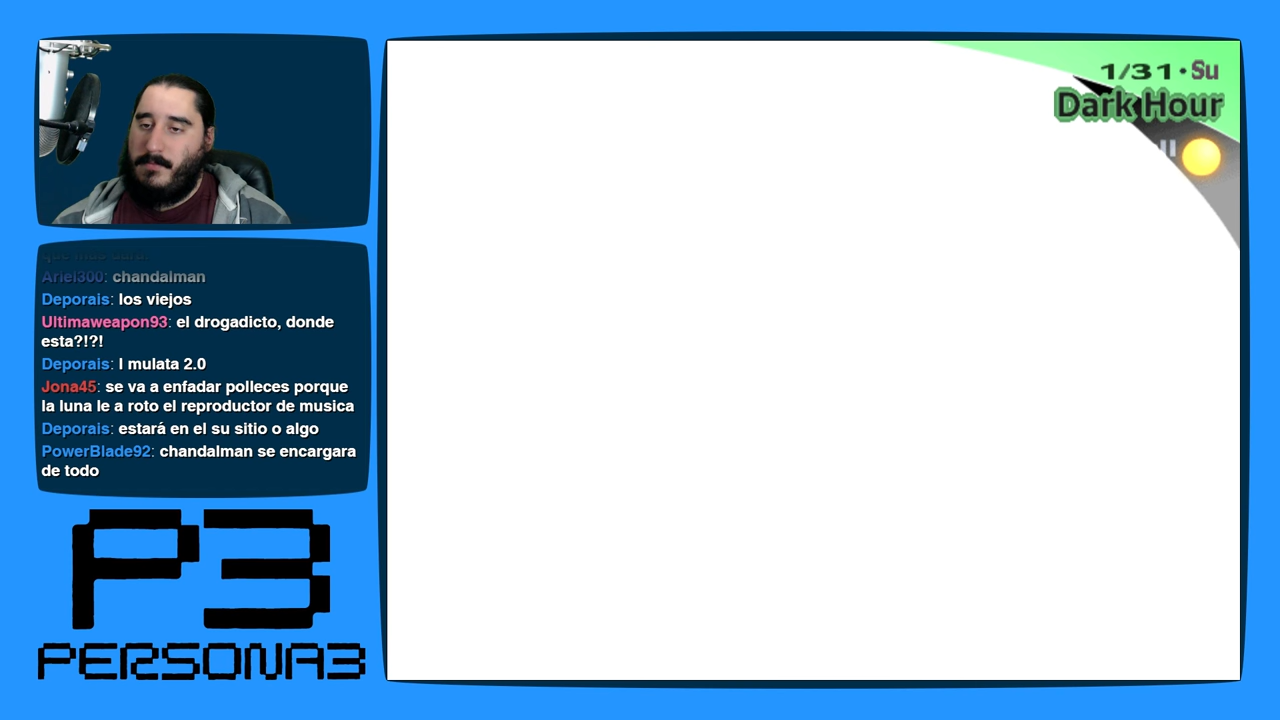 1/31・Su
Dark Hour
Ariel300: chandalman
Deporais: los viejos
Ultimaweapon93: el drogadicto, donde
esta?!?!
Deporais: I mulata 2.0
Jona45: se va a enfadar polleces porque
la luna le a roto el reproductor de musica
Deporais: estará en el su sitio o algo
PowerBlade92: chandalman se encargara
de todo
P3
PERSONA3